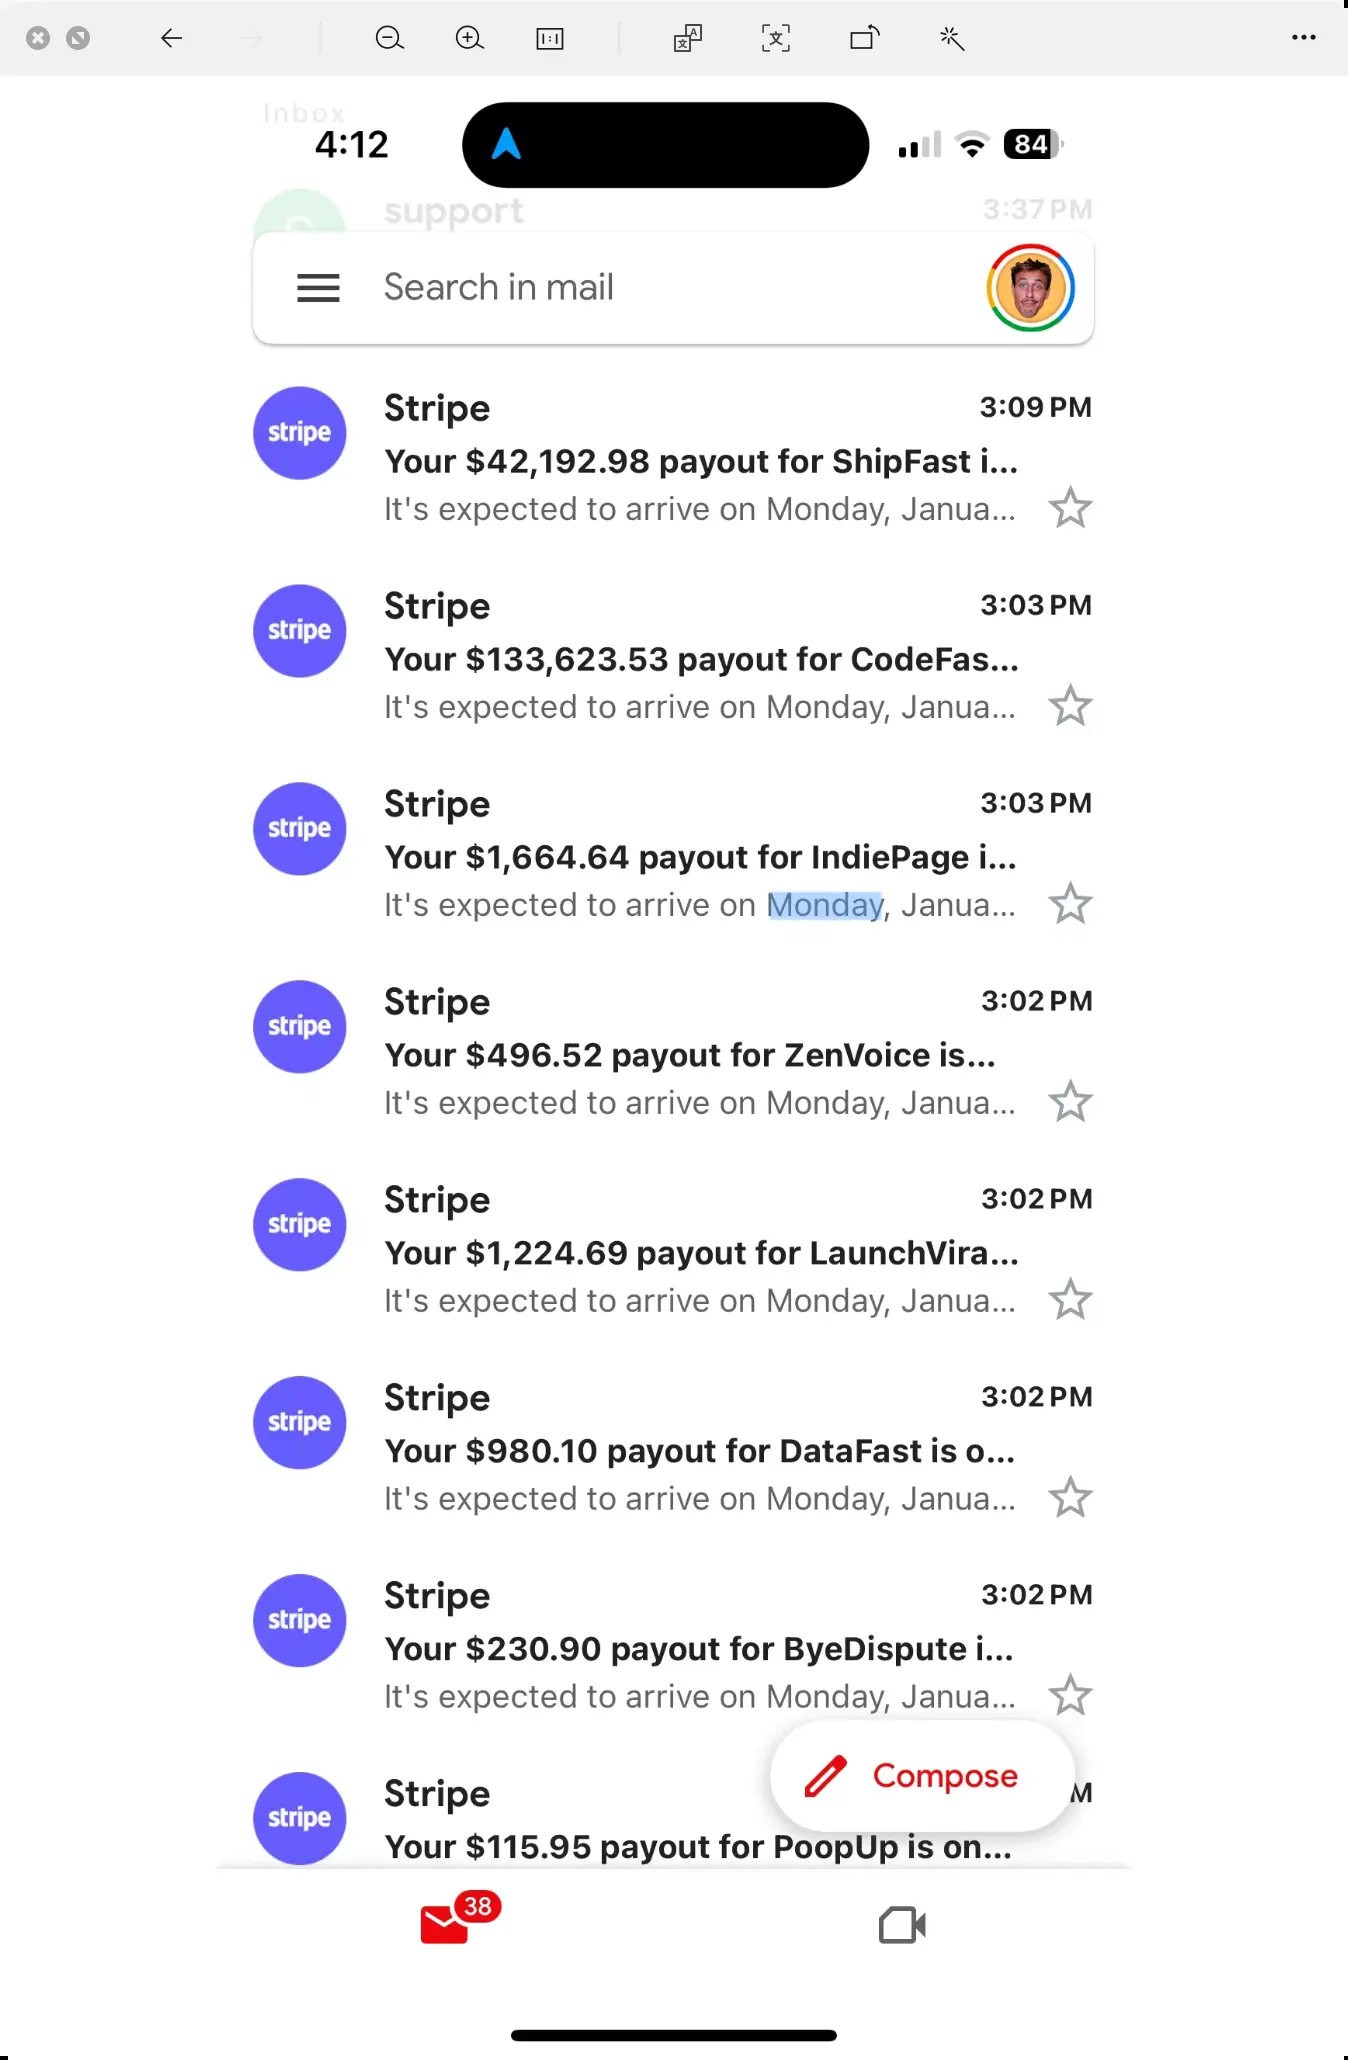 Inbox
4:12
84
support 3:37 PM
Search in mail
stripe
Stripe 3:09 PM
Your $42,192.98 payout for ShipFast i...
It's expected to arrive on Monday, Janua...
stripe
Stripe 3:03 PM
Your $133,623.53 payout for CodeFas...
It's expected to arrive on Monday, Janua...
stripe
Stripe 3:03 PM
Your $1,664.64 payout for IndiePage i...
It's expected to arrive on Monday, Janua...
stripe
Stripe 3:02 PM
Your $496.52 payout for ZenVoice is...
It's expected to arrive on Monday, Janua...
stripe
Stripe 3:02 PM
Your $1,224.69 payout for LaunchVira...
It's expected to arrive on Monday, Janua...
stripe
Stripe 3:02 PM
Your $980.10 payout for DataFast is o...
It's expected to arrive on Monday, Janua...
stripe
Stripe 3:02 PM
Your $230.90 payout for ByeDispute i...
It's expected to arrive on Monday, Janua...
stripe
Stripe M
Compose
Your $115.95 payout for PoopUp is on...
38